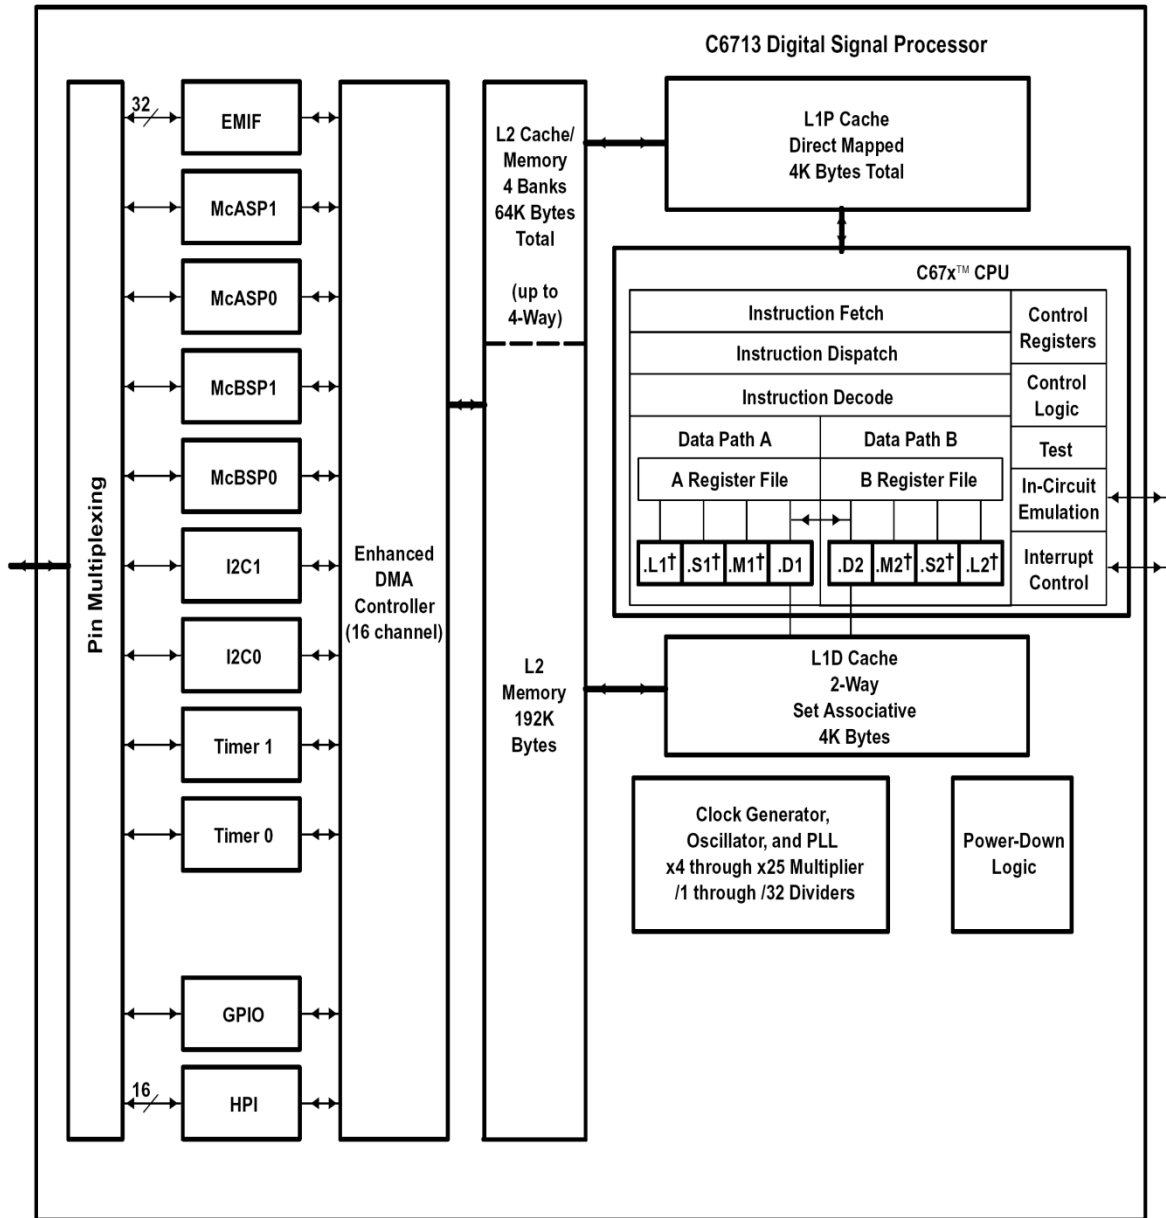 C6713 Digital Signal Processor
Pin Multiplexing
32
EMIF
McASP1
McASP0
McBSP1
McBSP0
I2C1
I2C0
Timer 1
Timer 0
GPIO
16
HPI
Enhanced
DMA
Controller
(16 channel)
L2 Cache/
Memory
4 Banks
64K Bytes
Total
(up to
4-Way)
L2
Memory
192K
Bytes
L1P Cache
Direct Mapped
4K Bytes Total
C67x™ CPU
Instruction Fetch
Instruction Dispatch
Instruction Decode
Data Path A
Data Path B
A Register File
B Register File
.L1† .S1† .M1† .D1
.D2 .M2† .S2† .L2†
Control
Registers
Control
Logic
Test
In-Circuit
Emulation
Interrupt
Control
L1D Cache
2-Way
Set Associative
4K Bytes
Clock Generator,
Oscillator, and PLL
x4 through x25 Multiplier
/1 through /32 Dividers
Power-Down
Logic